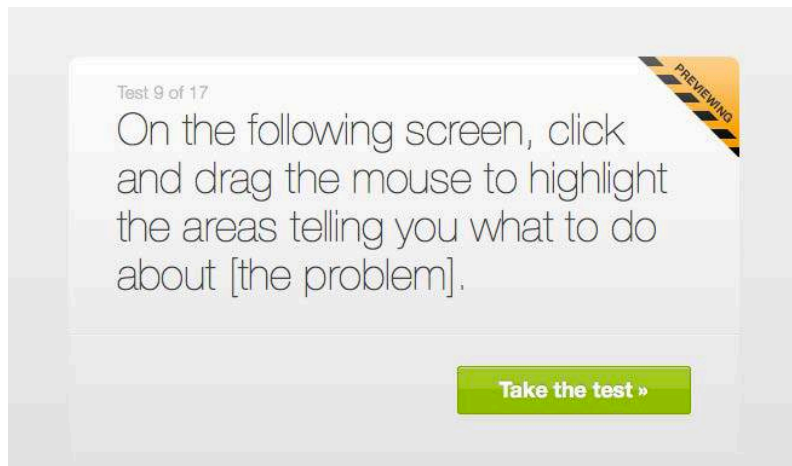 Test 9 of 17
PREVIEWING
On the following screen, click
and drag the mouse to highlight
the areas telling you what to do
about [the problem].
Take the test »